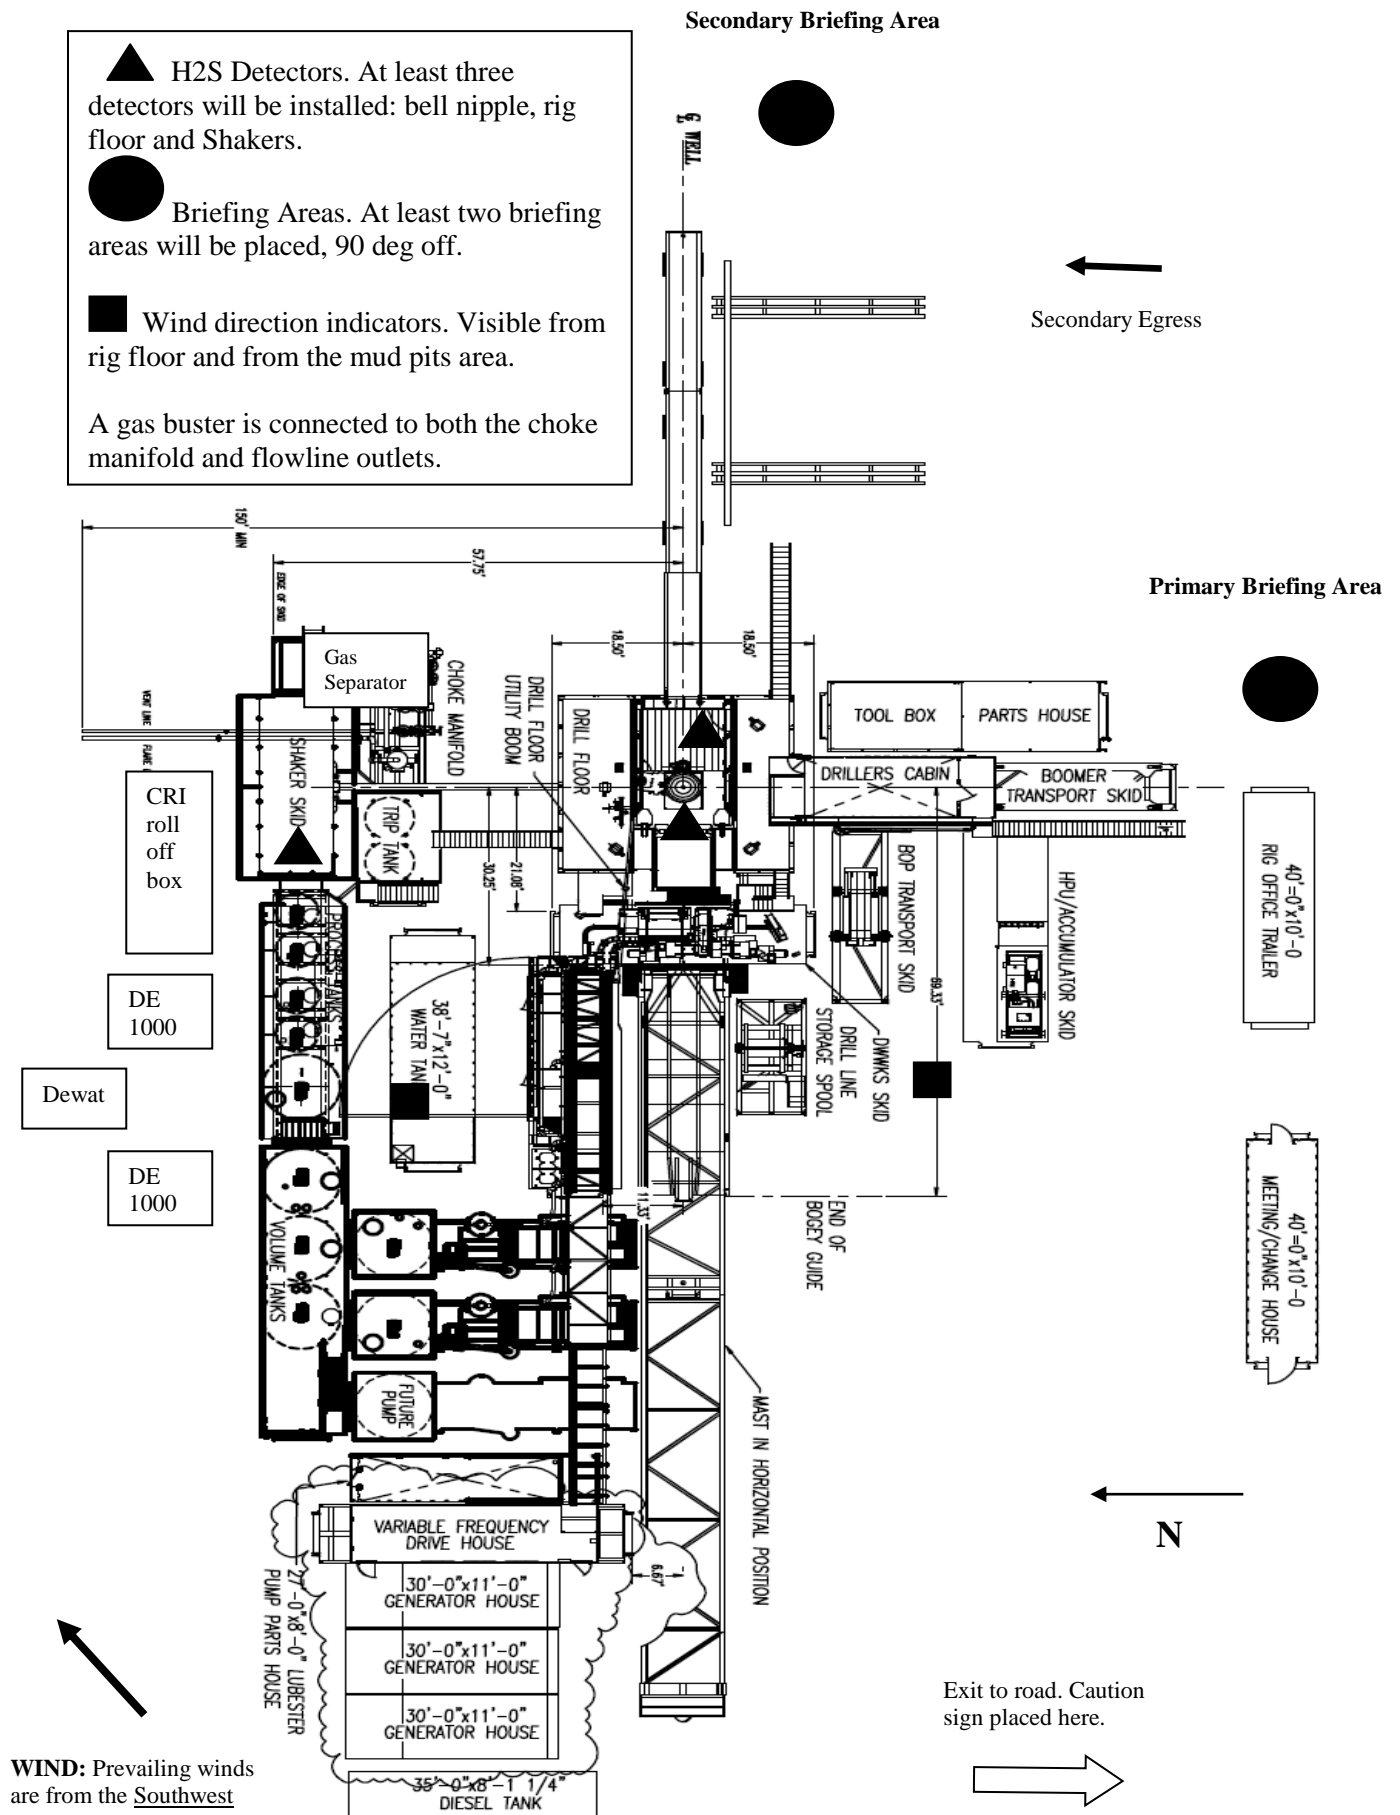 Secondary Briefing Area
H2S Detectors. At least three
detectors will be installed: bell nipple, rig
floor and Shakers.
Briefing Areas. At least two briefing
areas will be placed, 90 deg off.
Wind direction indicators. Visible from
rig floor and from the mud pits area.
A gas buster is connected to both the choke
manifold and flowline outlets.
WELL
Secondary Egress
150' MIN
57.75'
EDGE OF SKID
Primary Briefing Area
18.50'
18.50'
Gas
Separator
CHOKE MANIFOLD
DRILL FLOOR
UTILITY BOOM
DRILL FLOOR
TOOL BOX
PARTS HOUSE
VENT LINE
FLARE
SHAKER SKID
DRILLERS CABIN
BOOMER
TRANSPORT SKID
CRI
roll
off
box
TRIP TANK
30.25'
21.08'
BOP TRANSPORT SKID
HPU/ACCUMULATOR SKID
40'=0"x10'-0
RIG OFFICE TRAILER
DE
1000
38'-7"x12'-0"
WATER TAN
69.33'
DRILL LINE
STORAGE SPOOL
DWWKS SKID
Dewat
DE
1000
VOLUME TANKS
11.33'
END OF
BOGEY GUIDE
40'=0"x10'-0
MEETING/CHANGE HOUSE
FUTURE
PUMP
MAST IN HORIZONTAL POSITION
N
VARIABLE FREQUENCY
DRIVE HOUSE
6.67'
27'-0"x8'-0" LUBESTER
PUMP PARTS HOUSE
30'-0"x11'-0"
GENERATOR HOUSE
30'-0"x11'-0"
GENERATOR HOUSE
30'-0"x11'-0"
GENERATOR HOUSE
Exit to road. Caution
sign placed here.
WIND: Prevailing winds
are from the Southwest
35'-0"x8'-1 1/4"
DIESEL TANK